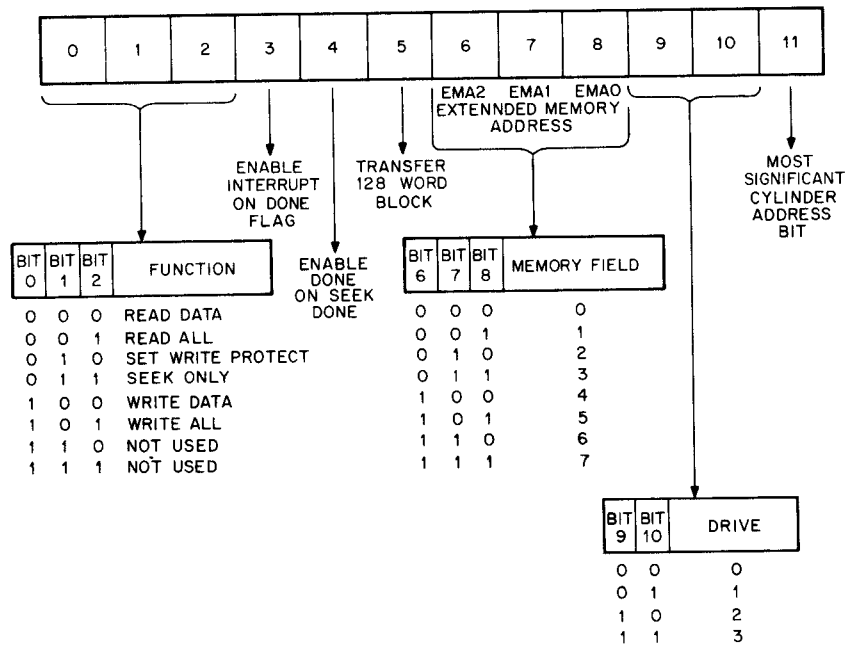 0 1 2 3 4 5 6 7 8 9 10 11
EMA2 EMA1 EMA0
EXTENNDED MEMORY
ADDRESS
ENABLE
INTERRUPT
ON DONE
FLAG
TRANSFER
128 WORD
BLOCK
MOST
SIGNIFICANT
CYLINDER
ADDRESS
BIT
ENABLE
DONE
ON SEEK
DONE
BIT 0 BIT 1 BIT 2 FUNCTION
0 0 0 READ DATA
0 0 1 READ ALL
0 1 0 SET WRITE PROTECT
0 1 1 SEEK ONLY
1 0 0 WRITE DATA
1 0 1 WRITE ALL
1 1 0 NOT USED
1 1 1 NOT USED
BIT 6 BIT 7 BIT 8 MEMORY FIELD
0 0 0 0
0 0 1 1
0 1 0 2
0 1 1 3
1 0 0 4
1 0 1 5
1 1 0 6
1 1 1 7
BIT 9 BIT 10 DRIVE
0 0 0
0 1 1
1 0 2
1 1 3